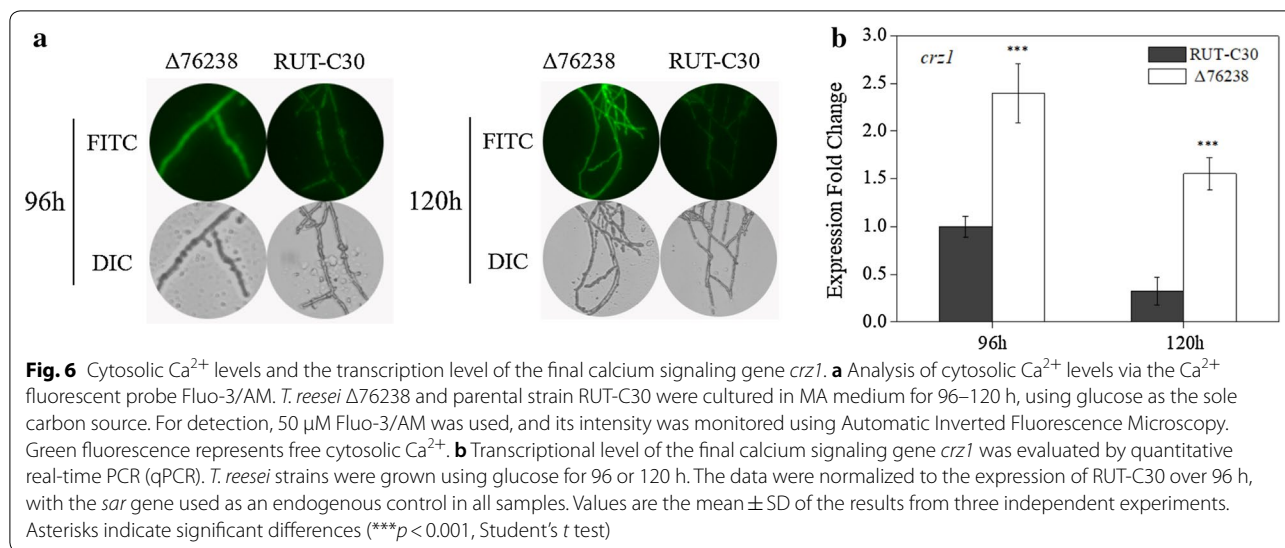 a
Δ76238 RUT-C30
FITC
96h
DIC
Δ76238 RUT-C30
FITC
120h
DIC
b
crz1
***
***
RUT-C30
Δ76238
Expression Fold Change
3.0
2.5
2.0
1.5
1.0
0.5
0.0
96h 120h
Fig. 6 Cytosolic Ca²⁺ levels and the transcription level of the final calcium signaling gene crz1. a Analysis of cytosolic Ca²⁺ levels via the Ca²⁺
fluorescent probe Fluo-3/AM. T. reesei Δ76238 and parental strain RUT-C30 were cultured in MA medium for 96–120 h, using glucose as the sole
carbon source. For detection, 50 μM Fluo-3/AM was used, and its intensity was monitored using Automatic Inverted Fluorescence Microscopy.
Green fluorescence represents free cytosolic Ca²⁺. b Transcriptional level of the final calcium signaling gene crz1 was evaluated by quantitative
real-time PCR (qPCR). T. reesei strains were grown using glucose for 96 or 120 h. The data were normalized to the expression of RUT-C30 over 96 h,
with the sar gene used as an endogenous control in all samples. Values are the mean ± SD of the results from three independent experiments.
Asterisks indicate significant differences (***p < 0.001, Student's t test)